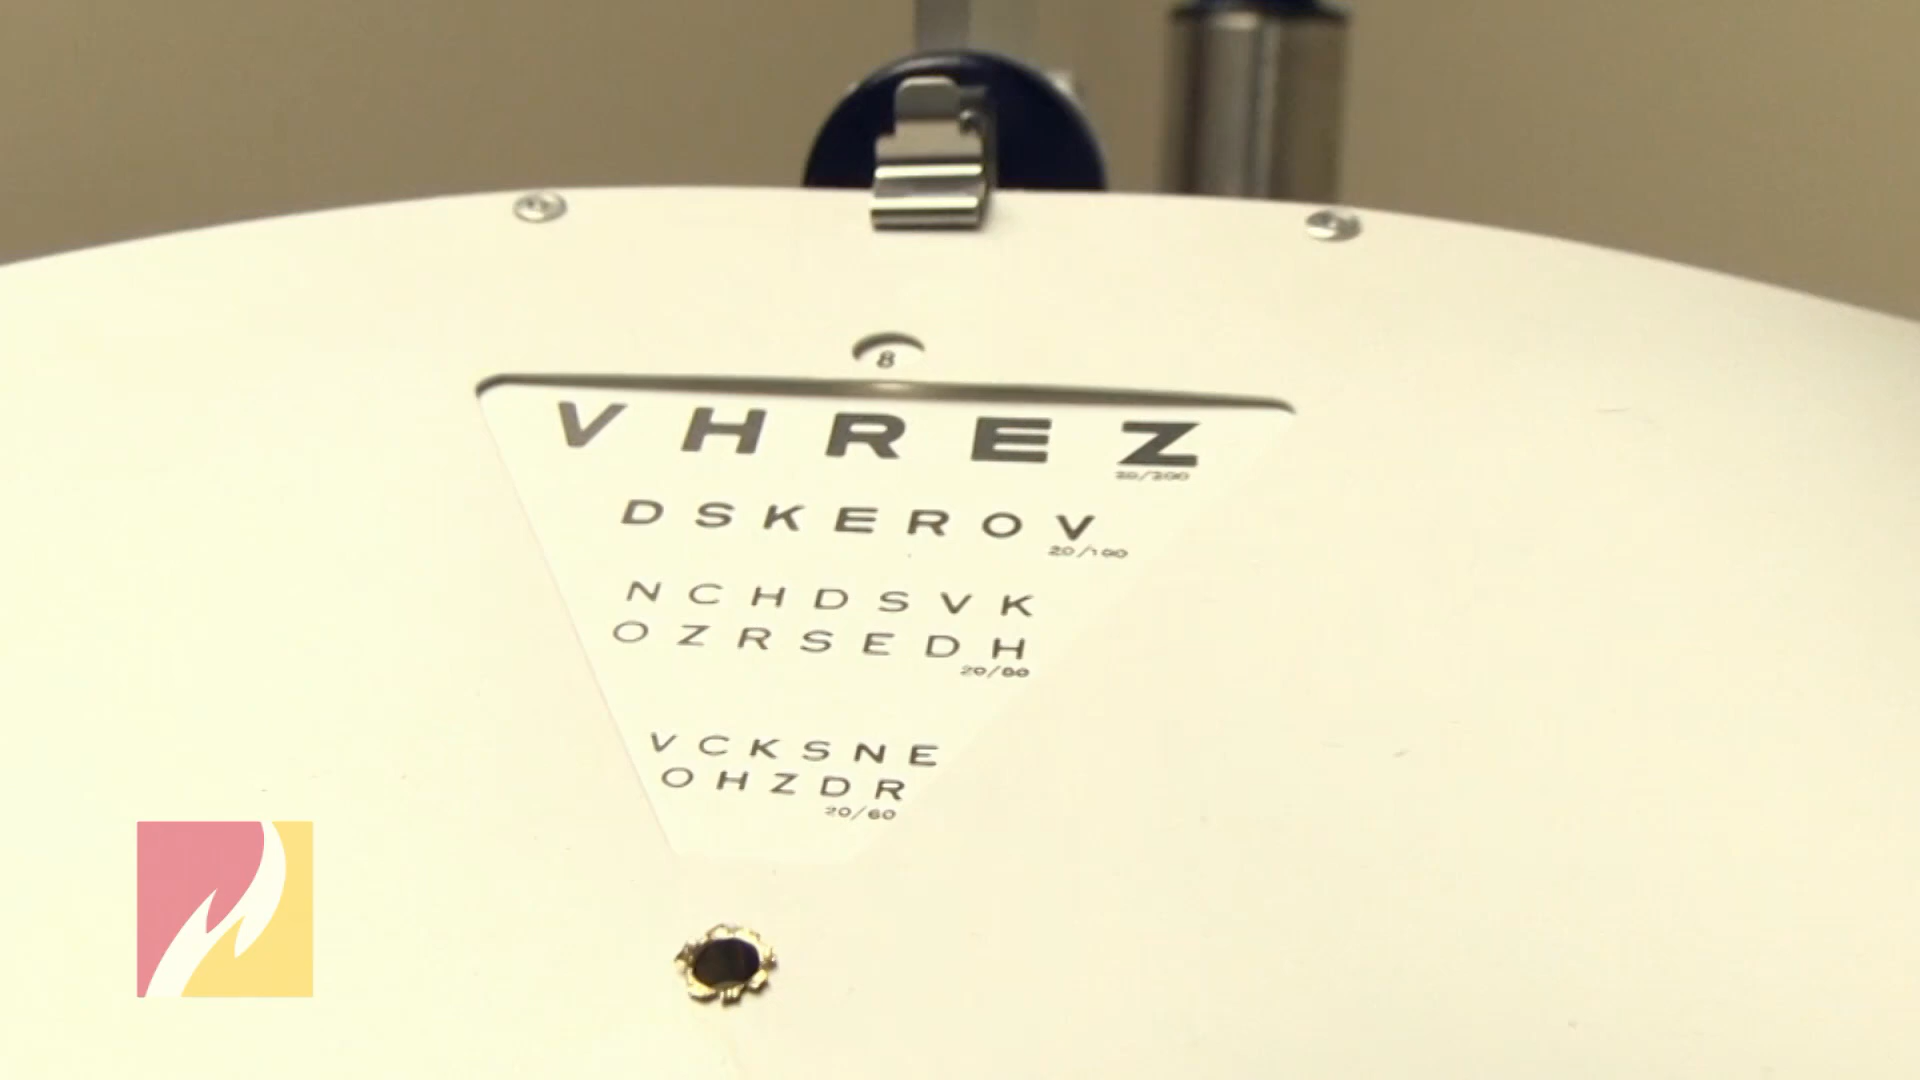 8
V H R E Z
20/200
D S K E R O V
20/100
N C H D S V K
O Z R S E D H
20/80
V C K S N E
O H Z D R
20/60